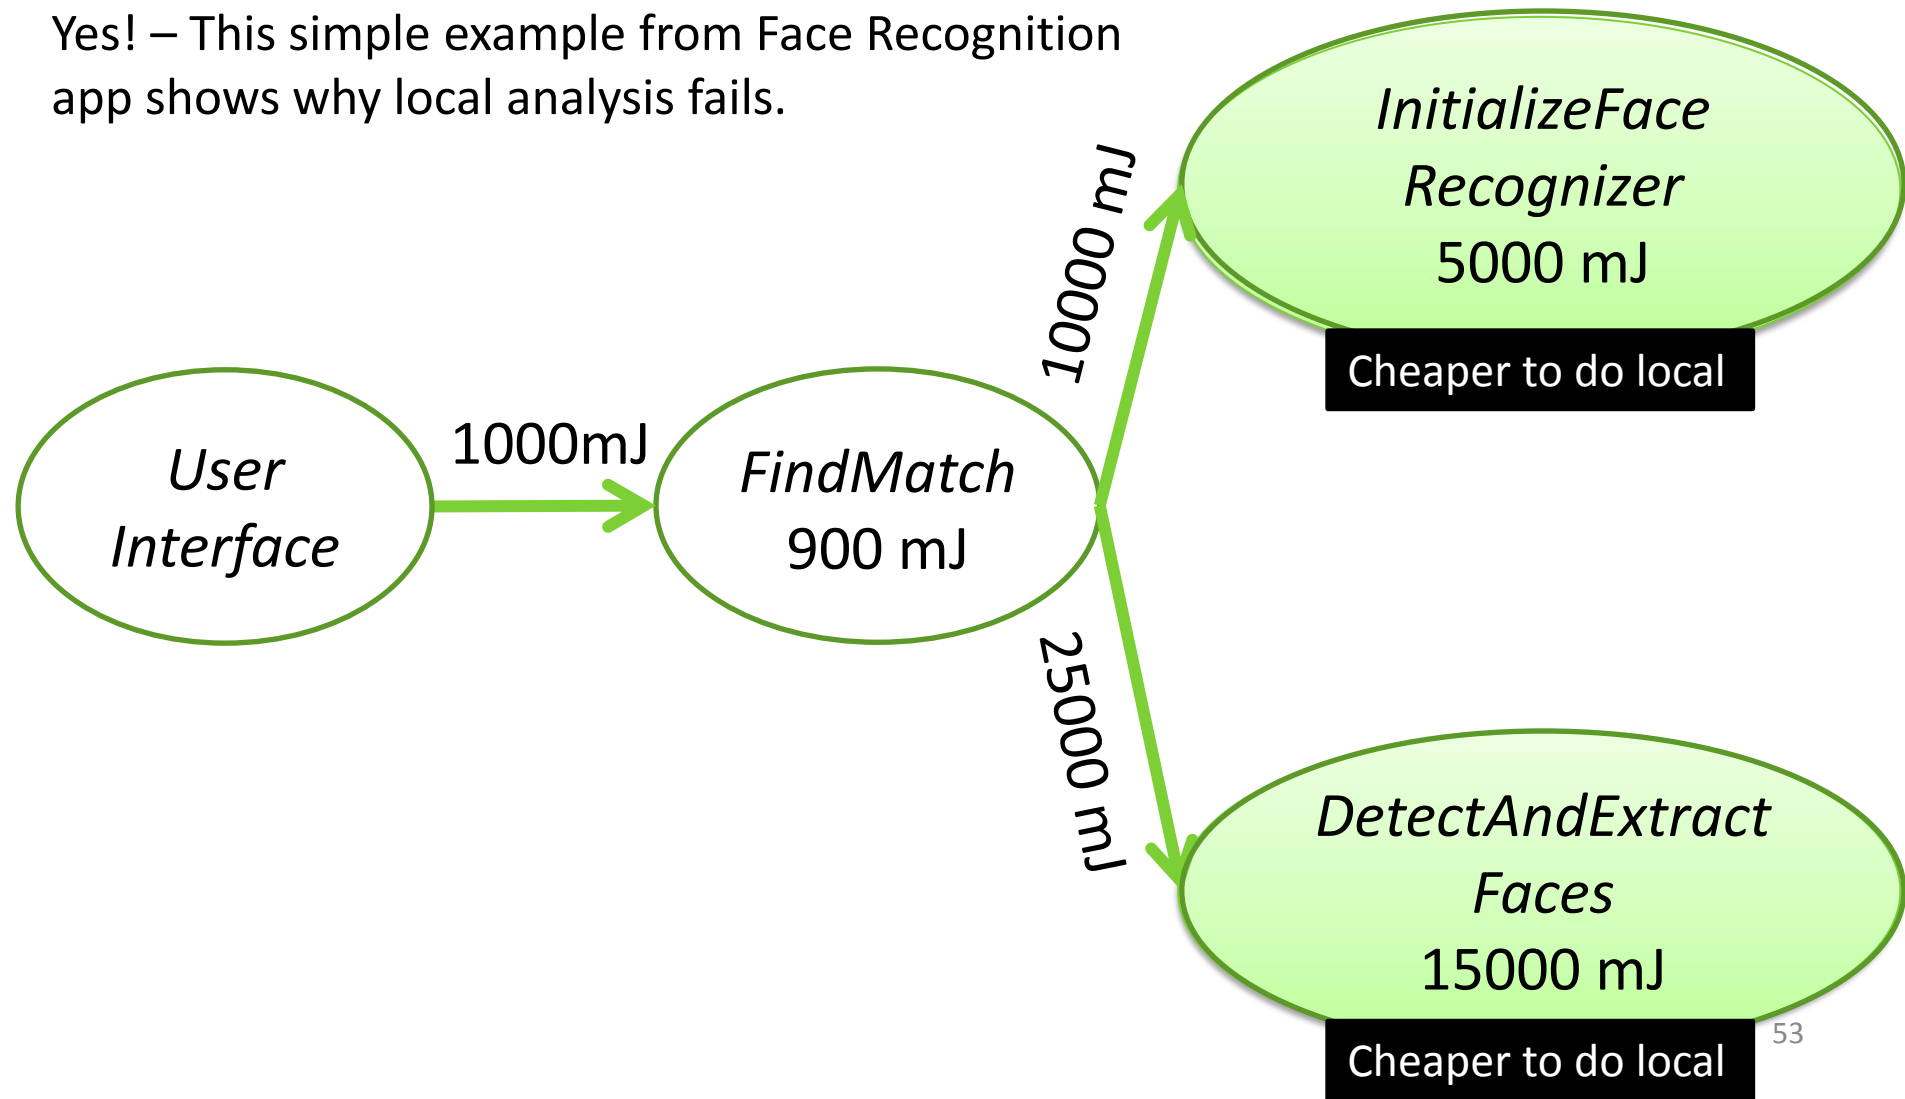 Yes! – This simple example from Face Recognition
app shows why local analysis fails.
InitializeFace
Recognizer
5000 mJ
Cheaper to do local
10000 mJ
User
Interface
1000mJ
FindMatch
900 mJ
25000 mJ
DetectAndExtract
Faces
15000 mJ
Cheaper to do local
53